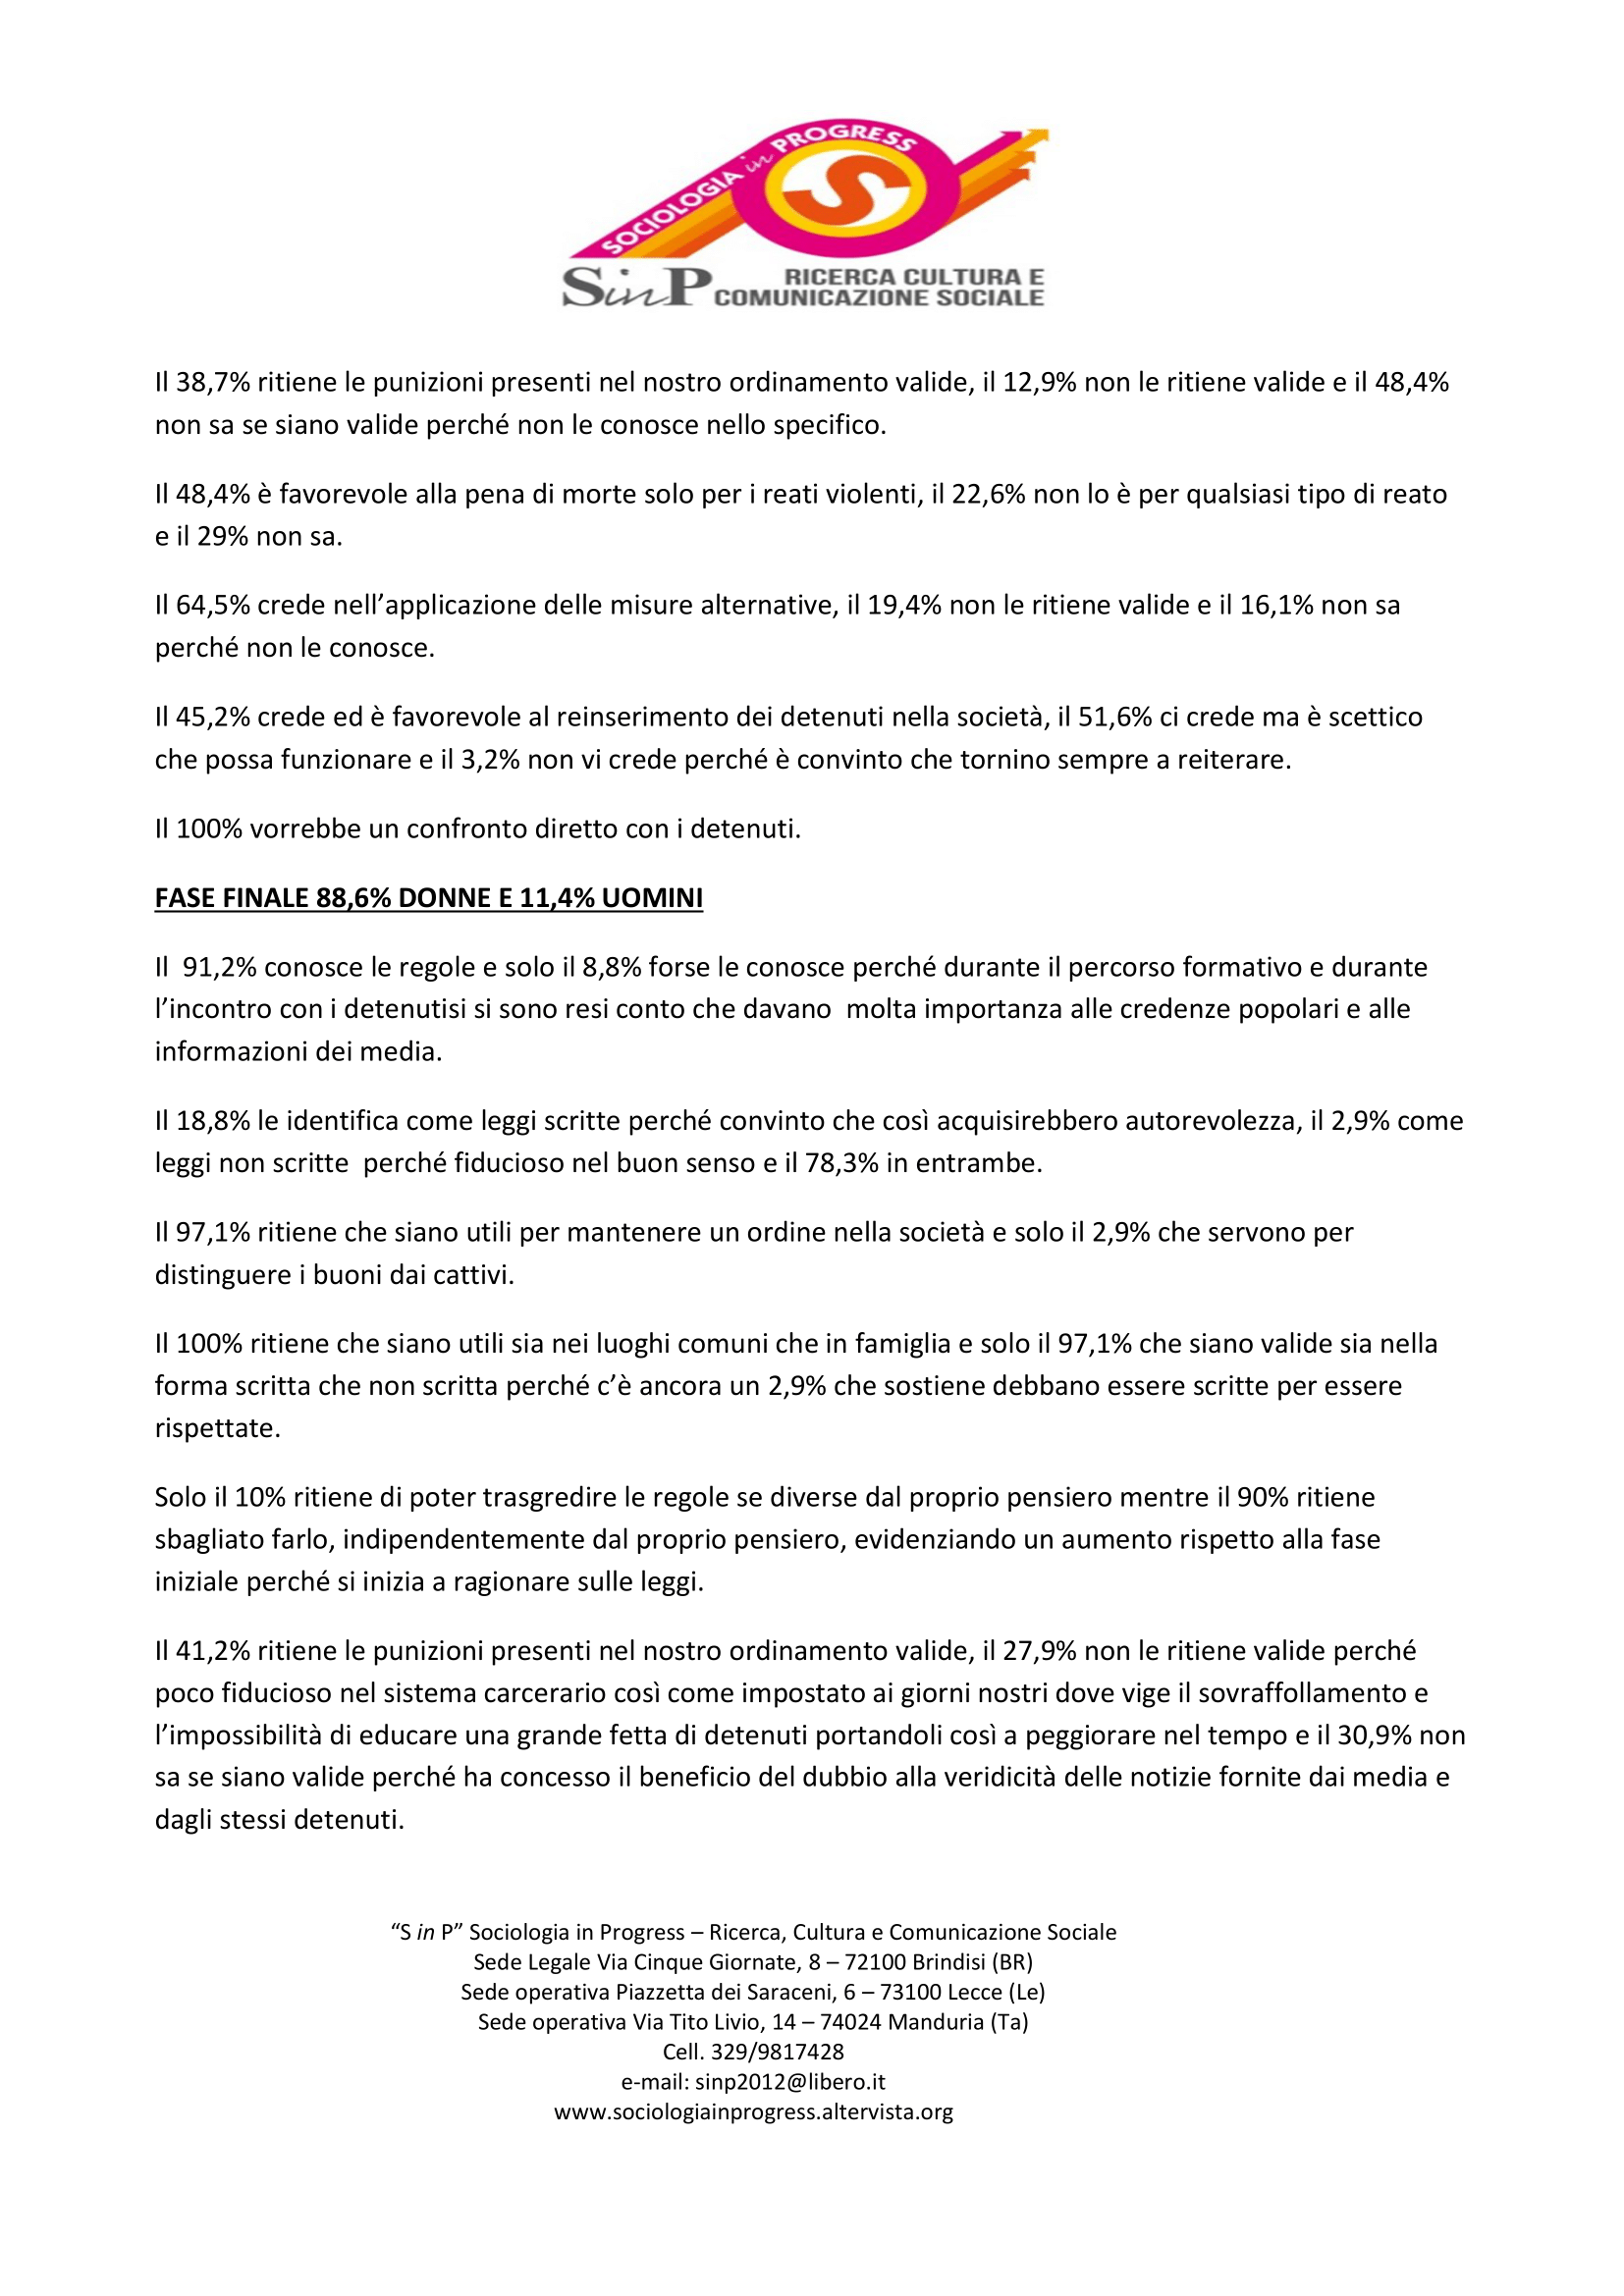 SOCIOLOGIA in PROGRESS
S
SinP RICERCA CULTURA E
COMUNICAZIONE SOCIALE
Il 38,7% ritiene le punizioni presenti nel nostro ordinamento valide, il 12,9% non le ritiene valide e il 48,4%
non sa se siano valide perché non le conosce nello specifico.
Il 48,4% è favorevole alla pena di morte solo per i reati violenti, il 22,6% non lo è per qualsiasi tipo di reato
e il 29% non sa.
Il 64,5% crede nell’applicazione delle misure alternative, il 19,4% non le ritiene valide e il 16,1% non sa
perché non le conosce.
Il 45,2% crede ed è favorevole al reinserimento dei detenuti nella società, il 51,6% ci crede ma è scettico
che possa funzionare e il 3,2% non vi crede perché è convinto che tornino sempre a reiterare.
Il 100% vorrebbe un confronto diretto con i detenuti.
FASE FINALE 88,6% DONNE E 11,4% UOMINI
Il  91,2% conosce le regole e solo il 8,8% forse le conosce perché durante il percorso formativo e durante
l’incontro con i detenutisi si sono resi conto che davano  molta importanza alle credenze popolari e alle
informazioni dei media.
Il 18,8% le identifica come leggi scritte perché convinto che così acquisirebbero autorevolezza, il 2,9% come
leggi non scritte  perché fiducioso nel buon senso e il 78,3% in entrambe.
Il 97,1% ritiene che siano utili per mantenere un ordine nella società e solo il 2,9% che servono per
distinguere i buoni dai cattivi.
Il 100% ritiene che siano utili sia nei luoghi comuni che in famiglia e solo il 97,1% che siano valide sia nella
forma scritta che non scritta perché c’è ancora un 2,9% che sostiene debbano essere scritte per essere
rispettate.
Solo il 10% ritiene di poter trasgredire le regole se diverse dal proprio pensiero mentre il 90% ritiene
sbagliato farlo, indipendentemente dal proprio pensiero, evidenziando un aumento rispetto alla fase
iniziale perché si inizia a ragionare sulle leggi.
Il 41,2% ritiene le punizioni presenti nel nostro ordinamento valide, il 27,9% non le ritiene valide perché
poco fiducioso nel sistema carcerario così come impostato ai giorni nostri dove vige il sovraffollamento e
l’impossibilità di educare una grande fetta di detenuti portandoli così a peggiorare nel tempo e il 30,9% non
sa se siano valide perché ha concesso il beneficio del dubbio alla veridicità delle notizie fornite dai media e
dagli stessi detenuti.
“S in P” Sociologia in Progress – Ricerca, Cultura e Comunicazione Sociale
Sede Legale Via Cinque Giornate, 8 – 72100 Brindisi (BR)
Sede operativa Piazzetta dei Saraceni, 6 – 73100 Lecce (Le)
Sede operativa Via Tito Livio, 14 – 74024 Manduria (Ta)
Cell. 329/9817428
e-mail: sinp2012@libero.it
www.sociologiainprogress.altervista.org